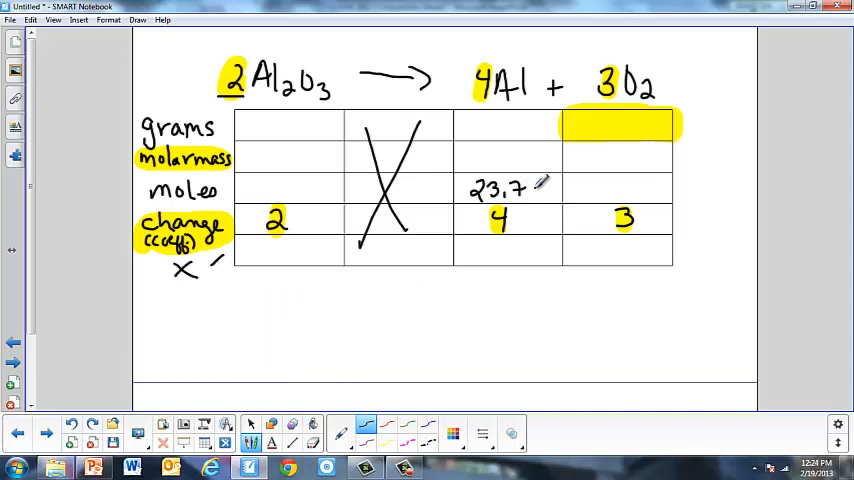 Untitled * - SMART Notebook
File Edit View Insert Format Draw Help
2Al2O3 → 4Al + 3O2
grams
molarmass
moles 23.7
change 2 4 3
(coeff)
x
12:24 PM
2/19/2013